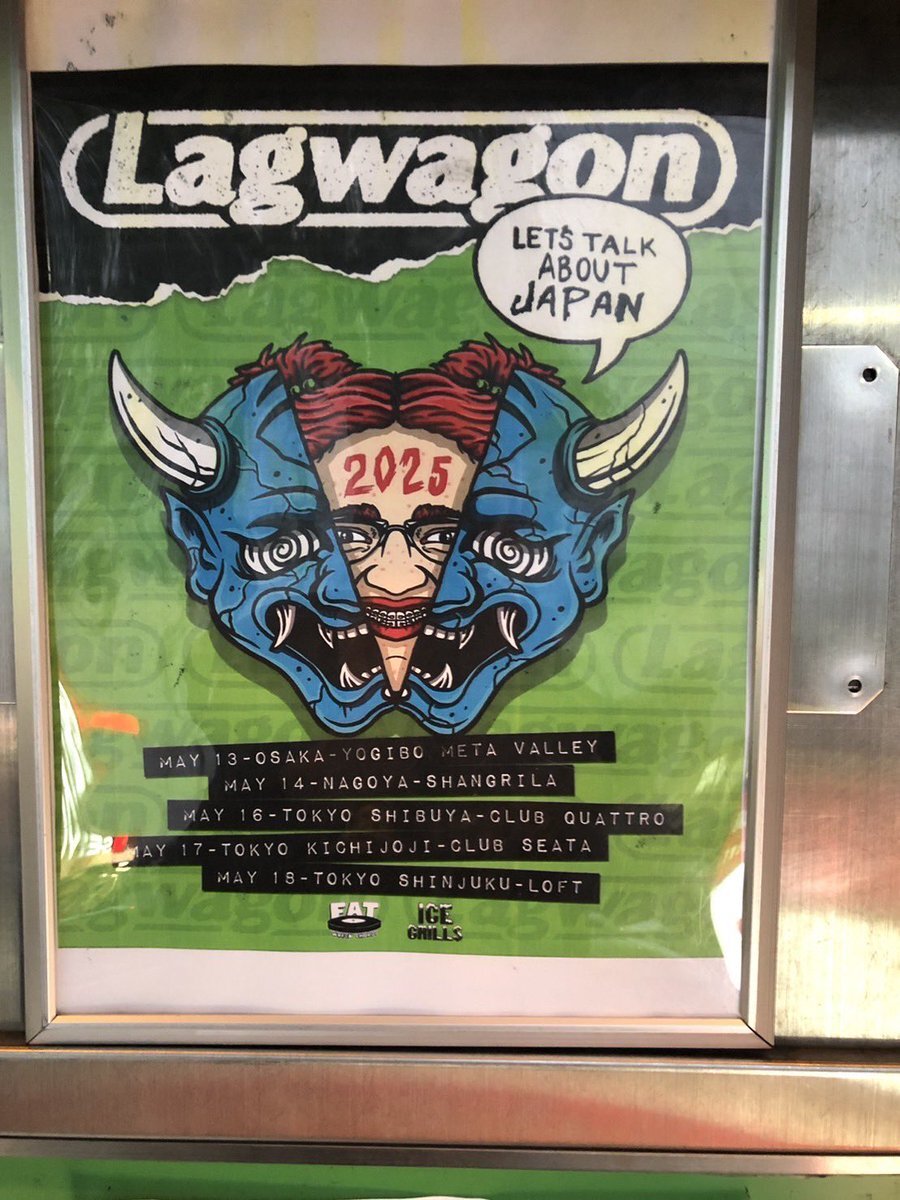 Lagwagon
LET'S TALK
ABOUT
JAPAN
2025
MAY 13-OSAKA-YOGIBO META VALLEY
MAY 14-NAGOYA-SHANGRILA
MAY 16-TOKYO SHIBUYA-CLUB QUATTRO
MAY 17-TOKYO KICHIJOJI-CLUB SEATA
MAY 18-TOKYO SHINJUKU-LOFT
FAT
ICE
GRILLS